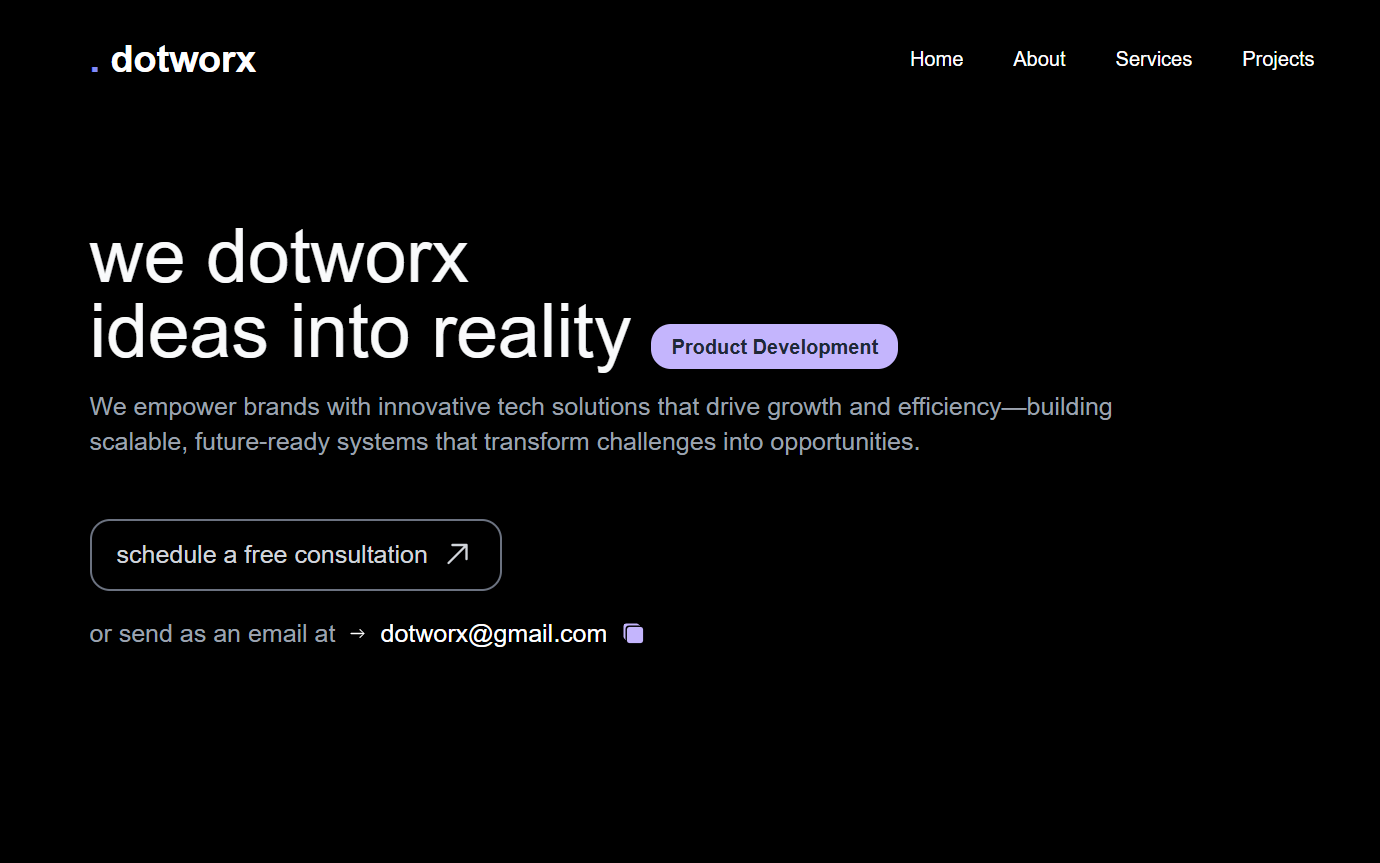 . dotworx
Home About Services Projects
we dotworx
ideas into reality Product Development
We empower brands with innovative tech solutions that drive growth and efficiency—building
scalable, future-ready systems that transform challenges into opportunities.
schedule a free consultation
or send as an email at → dotworx@gmail.com